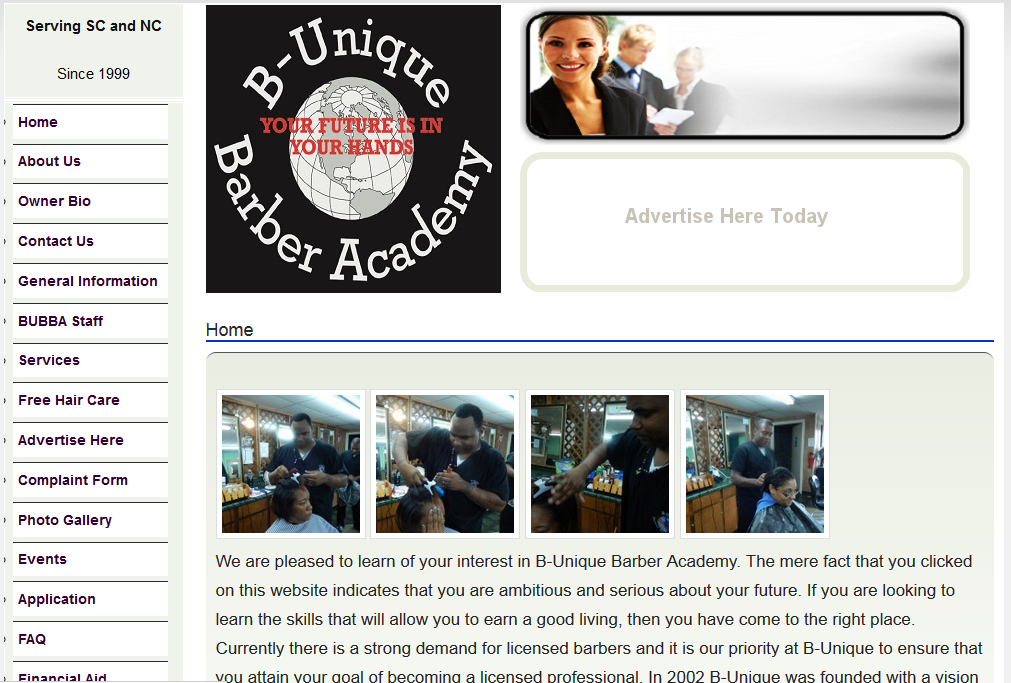 Serving SC and NC
Since 1999
Home
About Us
Owner Bio
Contact Us
General Information
BUBBA Staff
Services
Free Hair Care
Advertise Here
Complaint Form
Photo Gallery
Events
Application
FAQ
Financial Aid
B-Unique
YOUR FUTURE IS IN
YOUR HANDS
Barber Academy
Advertise Here Today
Home
We are pleased to learn of your interest in B-Unique Barber Academy. The mere fact that you clicked
on this website indicates that you are ambitious and serious about your future. If you are looking to
learn the skills that will allow you to earn a good living, then you have come to the right place.
Currently there is a strong demand for licensed barbers and it is our priority at B-Unique to ensure that
you attain your goal of becoming a licensed professional. In 2002 B-Unique was founded with a vision